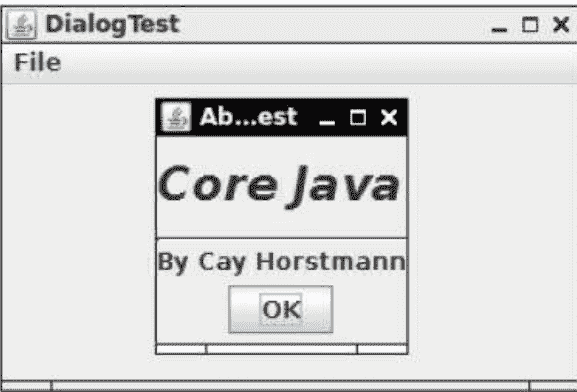 DialogTest
File
Ab...est
Core Java
By Cay Horstmann
OK